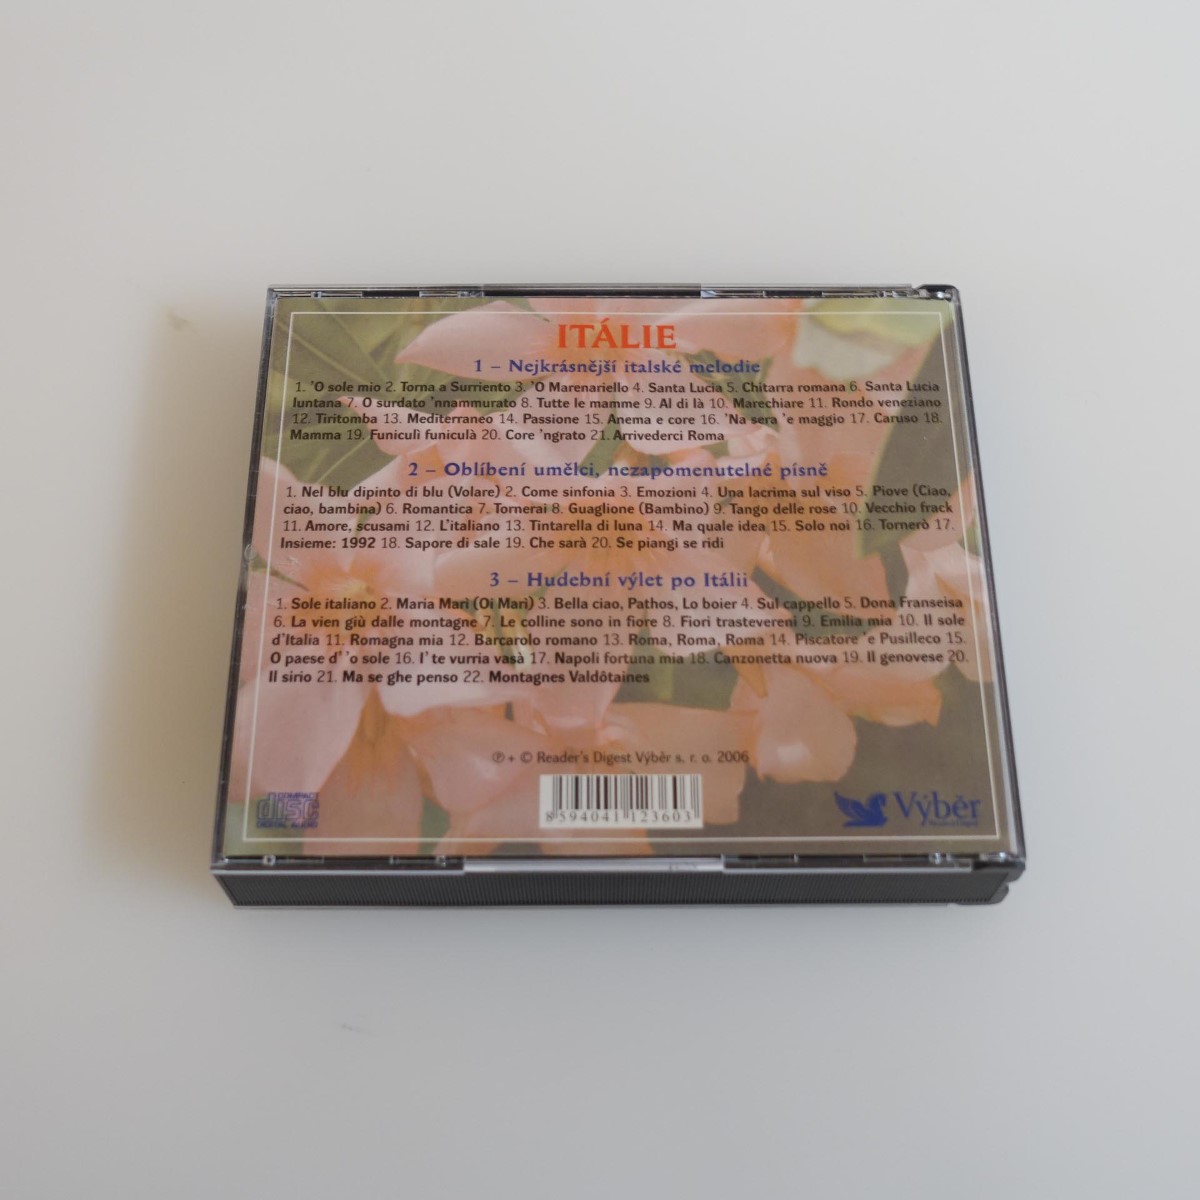 ITÁLIE
1 – Nejkrásnější italské melodie
1. 'O sole mio 2. Torna a Surriento 3. 'O Marenariello 4. Santa Lucia 5. Chitarra romana 6. Santa Lucia
luntana 7. O surdato 'nnammurato 8. Tutte le mamme 9. Al di là 10. Marechiare 11. Rondo veneziano
12. Tiritomba 13. Mediterraneo 14. Passione 15. Anema e core 16. 'Na sera 'e maggio 17. Caruso 18.
Mamma 19. Funiculì funiculà 20. Core 'ngrato 21. Arrivederci Roma
2 – Oblíbení umělci, nezapomenutelné písně
1. Nel blu dipinto di blu (Volare) 2. Come sinfonia 3. Emozioni 4. Una lacrima sul viso 5. Piove (Ciao,
ciao, bambina) 6. Romantica 7. Tornerai 8. Guaglione (Bambino) 9. Tango delle rose 10. Vecchio frack
11. Amore, scusami 12. L'italiano 13. Tintarella di luna 14. Ma quale idea 15. Solo noi 16. Tornerò 17.
Insieme: 1992 18. Sapore di sale 19. Che sarà 20. Se piangi se ridi
3 – Hudební výlet po Itálii
1. Sole italiano 2. Maria Marì (Oi Marì) 3. Bella ciao, Pathos, Lo boier 4. Sul cappello 5. Dona Franseisa
6. La vien giù dalle montagne 7. Le colline sono in fiore 8. Fiori trastevereni 9. Emilia mia 10. Il sole
d'Italia 11. Romagna mia 12. Barcarolo romano 13. Roma, Roma, Roma 14. Piscatore 'e Pusilleco 15.
O paese d' 'o sole 16. I' te vurria vasà 17. Napoli fortuna mia 18. Canzonetta nuova 19. Il genovese 20.
Il sirio 21. Ma se ghe penso 22. Montagnes Valdôtaines
℗ + © Reader's Digest Výběr s. r. o. 2006
COMPACT
disc
DIGITAL AUDIO
8 594041 123603
Výběr